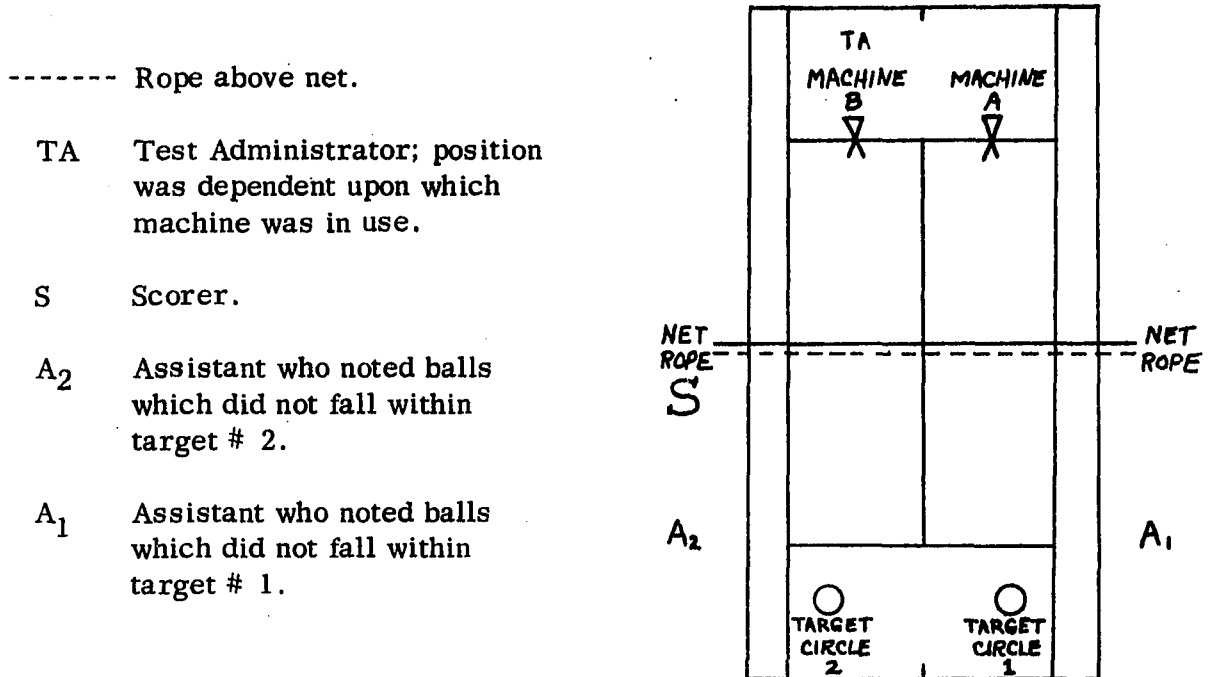 ------- Rope above net.
TA Test Administrator; position
was dependent upon which
machine was in use.
S Scorer.
A2 Assistant who noted balls
which did not fall within
target # 2.
A1 Assistant who noted balls
which did not fall within
target # 1.
TA
MACHINE
B
MACHINE
A
NET
ROPE
S
NET
ROPE
A2
A1
TARGET
CIRCLE
2
TARGET
CIRCLE
1